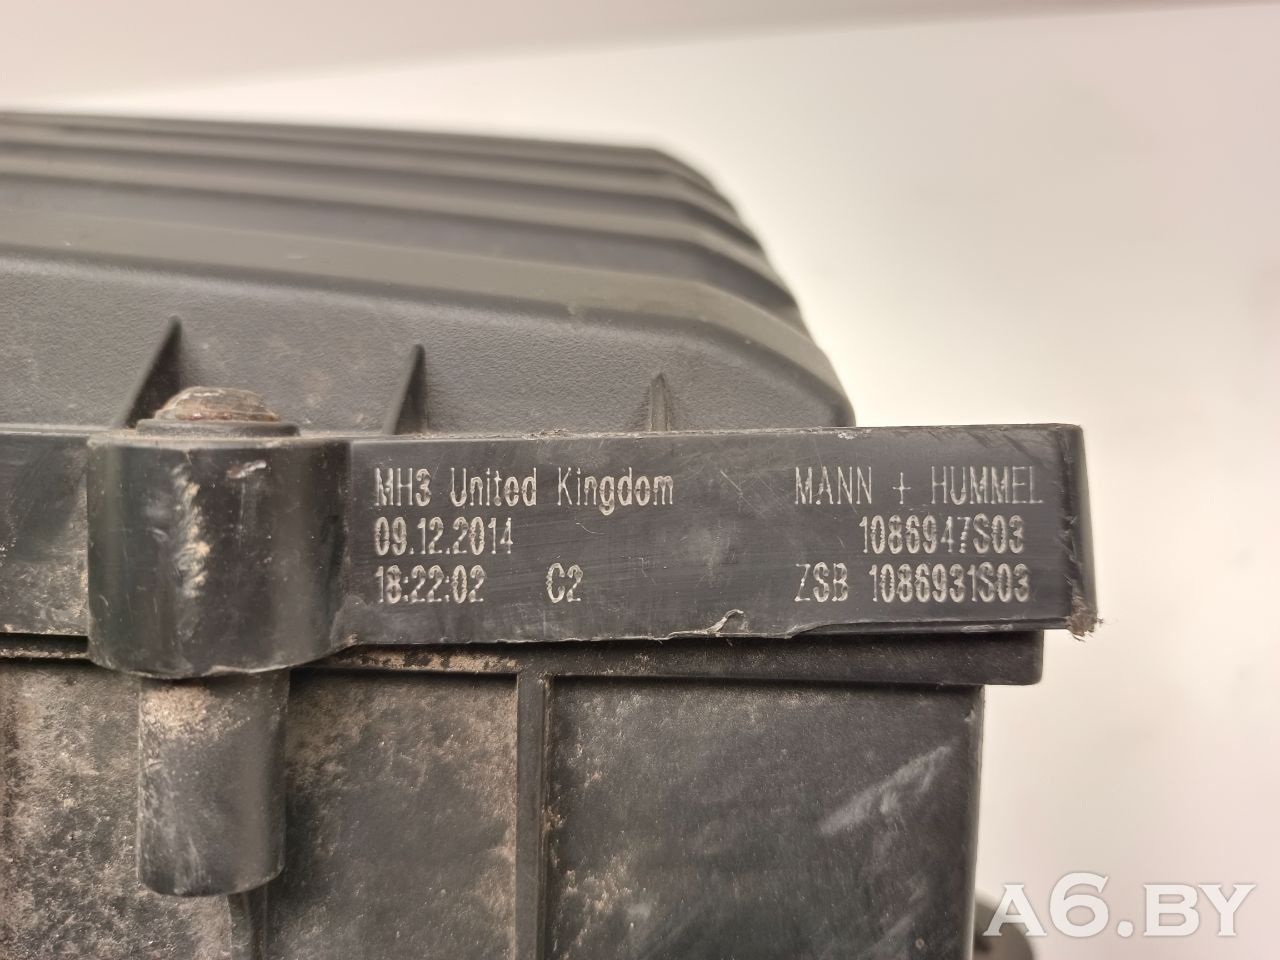 MH3 United Kingdom
09.12.2014
18:22:02 C2
MANN + HUMMEL
1086947S03
ZSB 1086931S03
A6.BY